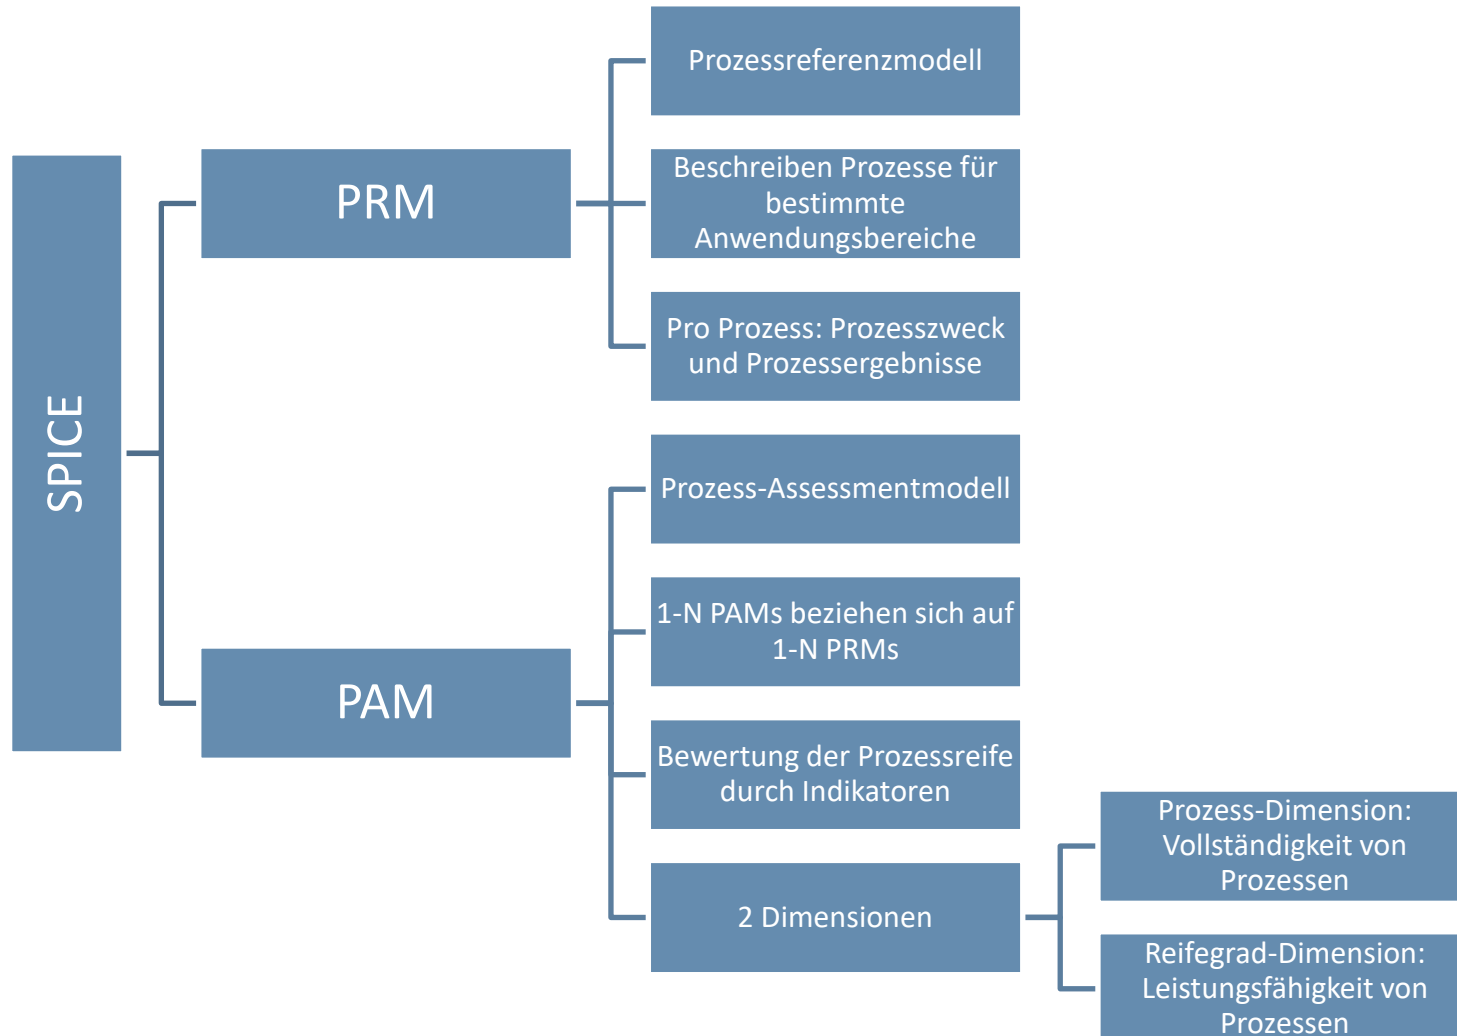 SPICE
PRM
Prozessreferenzmodell
Beschreiben Prozesse für
bestimmte
Anwendungsbereiche
Pro Prozess: Prozesszweck
und Prozessergebnisse
PAM
Prozess-Assessmentmodell
1-N PAMs beziehen sich auf
1-N PRMs
Bewertung der Prozessreife
durch Indikatoren
2 Dimensionen
Prozess-Dimension:
Vollständigkeit von
Prozessen
Reifegrad-Dimension:
Leistungsfähigkeit von
Prozessen